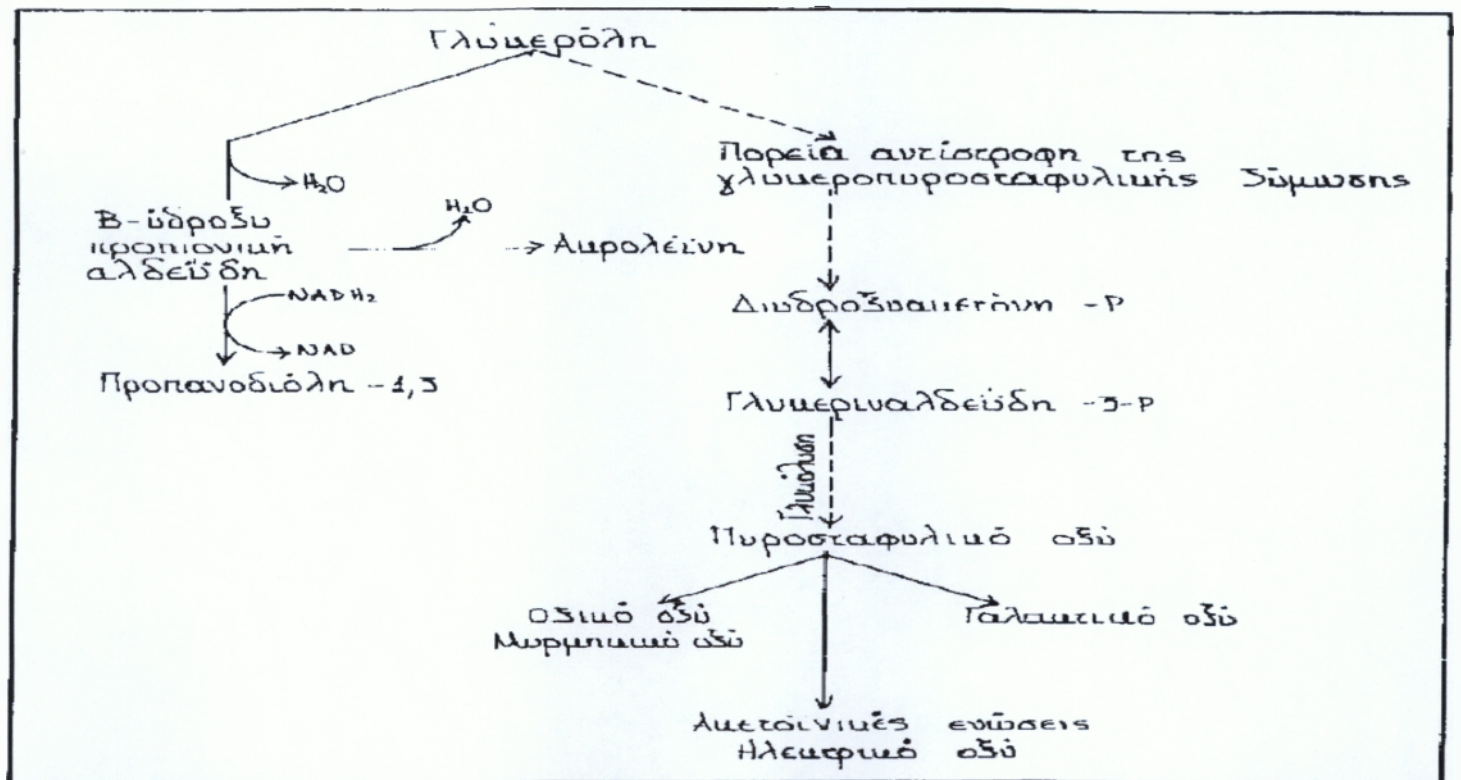 Γλυκερόλη
H₂O
Πορεία αντίστροφη της
γλυκεροπυροσταφυλικής ζύμωσης
Β-ύδροξυ
προπιονική
αλδεΰδη
H₂O
Ακρολεΐνη
NADH₂
NAD
Προπανοδιόλη -1,3
Διυδροξυακετόνη -P
Γλυκεριναλδεΰδη -3-P
Γλυκόλυση
Πυροσταφυλικό οξύ
Οξικό οξύ
Μυρμηκικό οξύ
Γαλακτικό οξύ
Ακετοϊνικές ενώσεις
Ηλεκτρικό οξύ